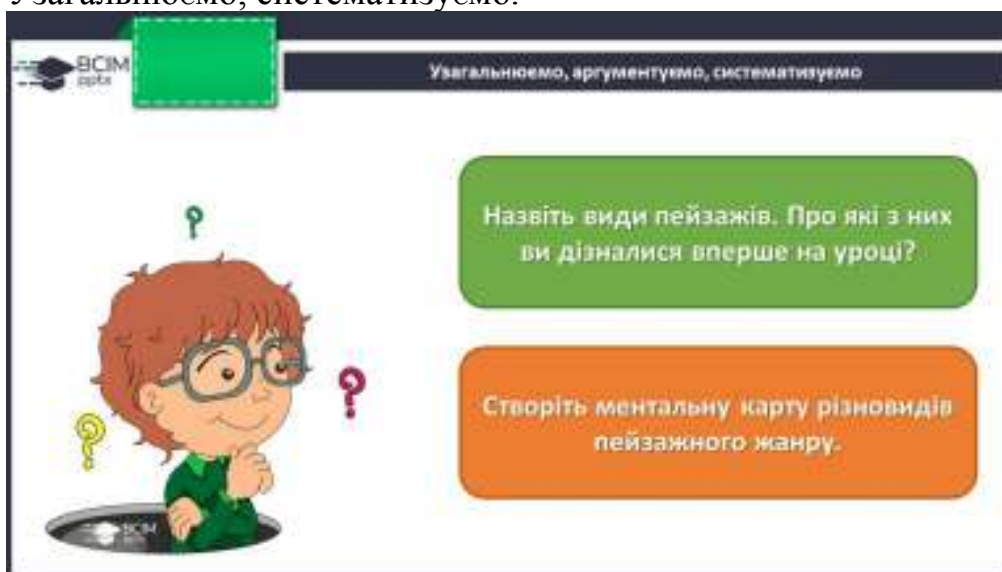 Узагальнюємо, систематизуємо.
ВСІМ
pptx
Узагальнюємо, аргументуємо, систематизуємо
Назвіть види пейзажів. Про які з них
ви дізналися вперше на уроці?
Створіть ментальну карту різновидів
пейзажного жанру.
ВСІМ